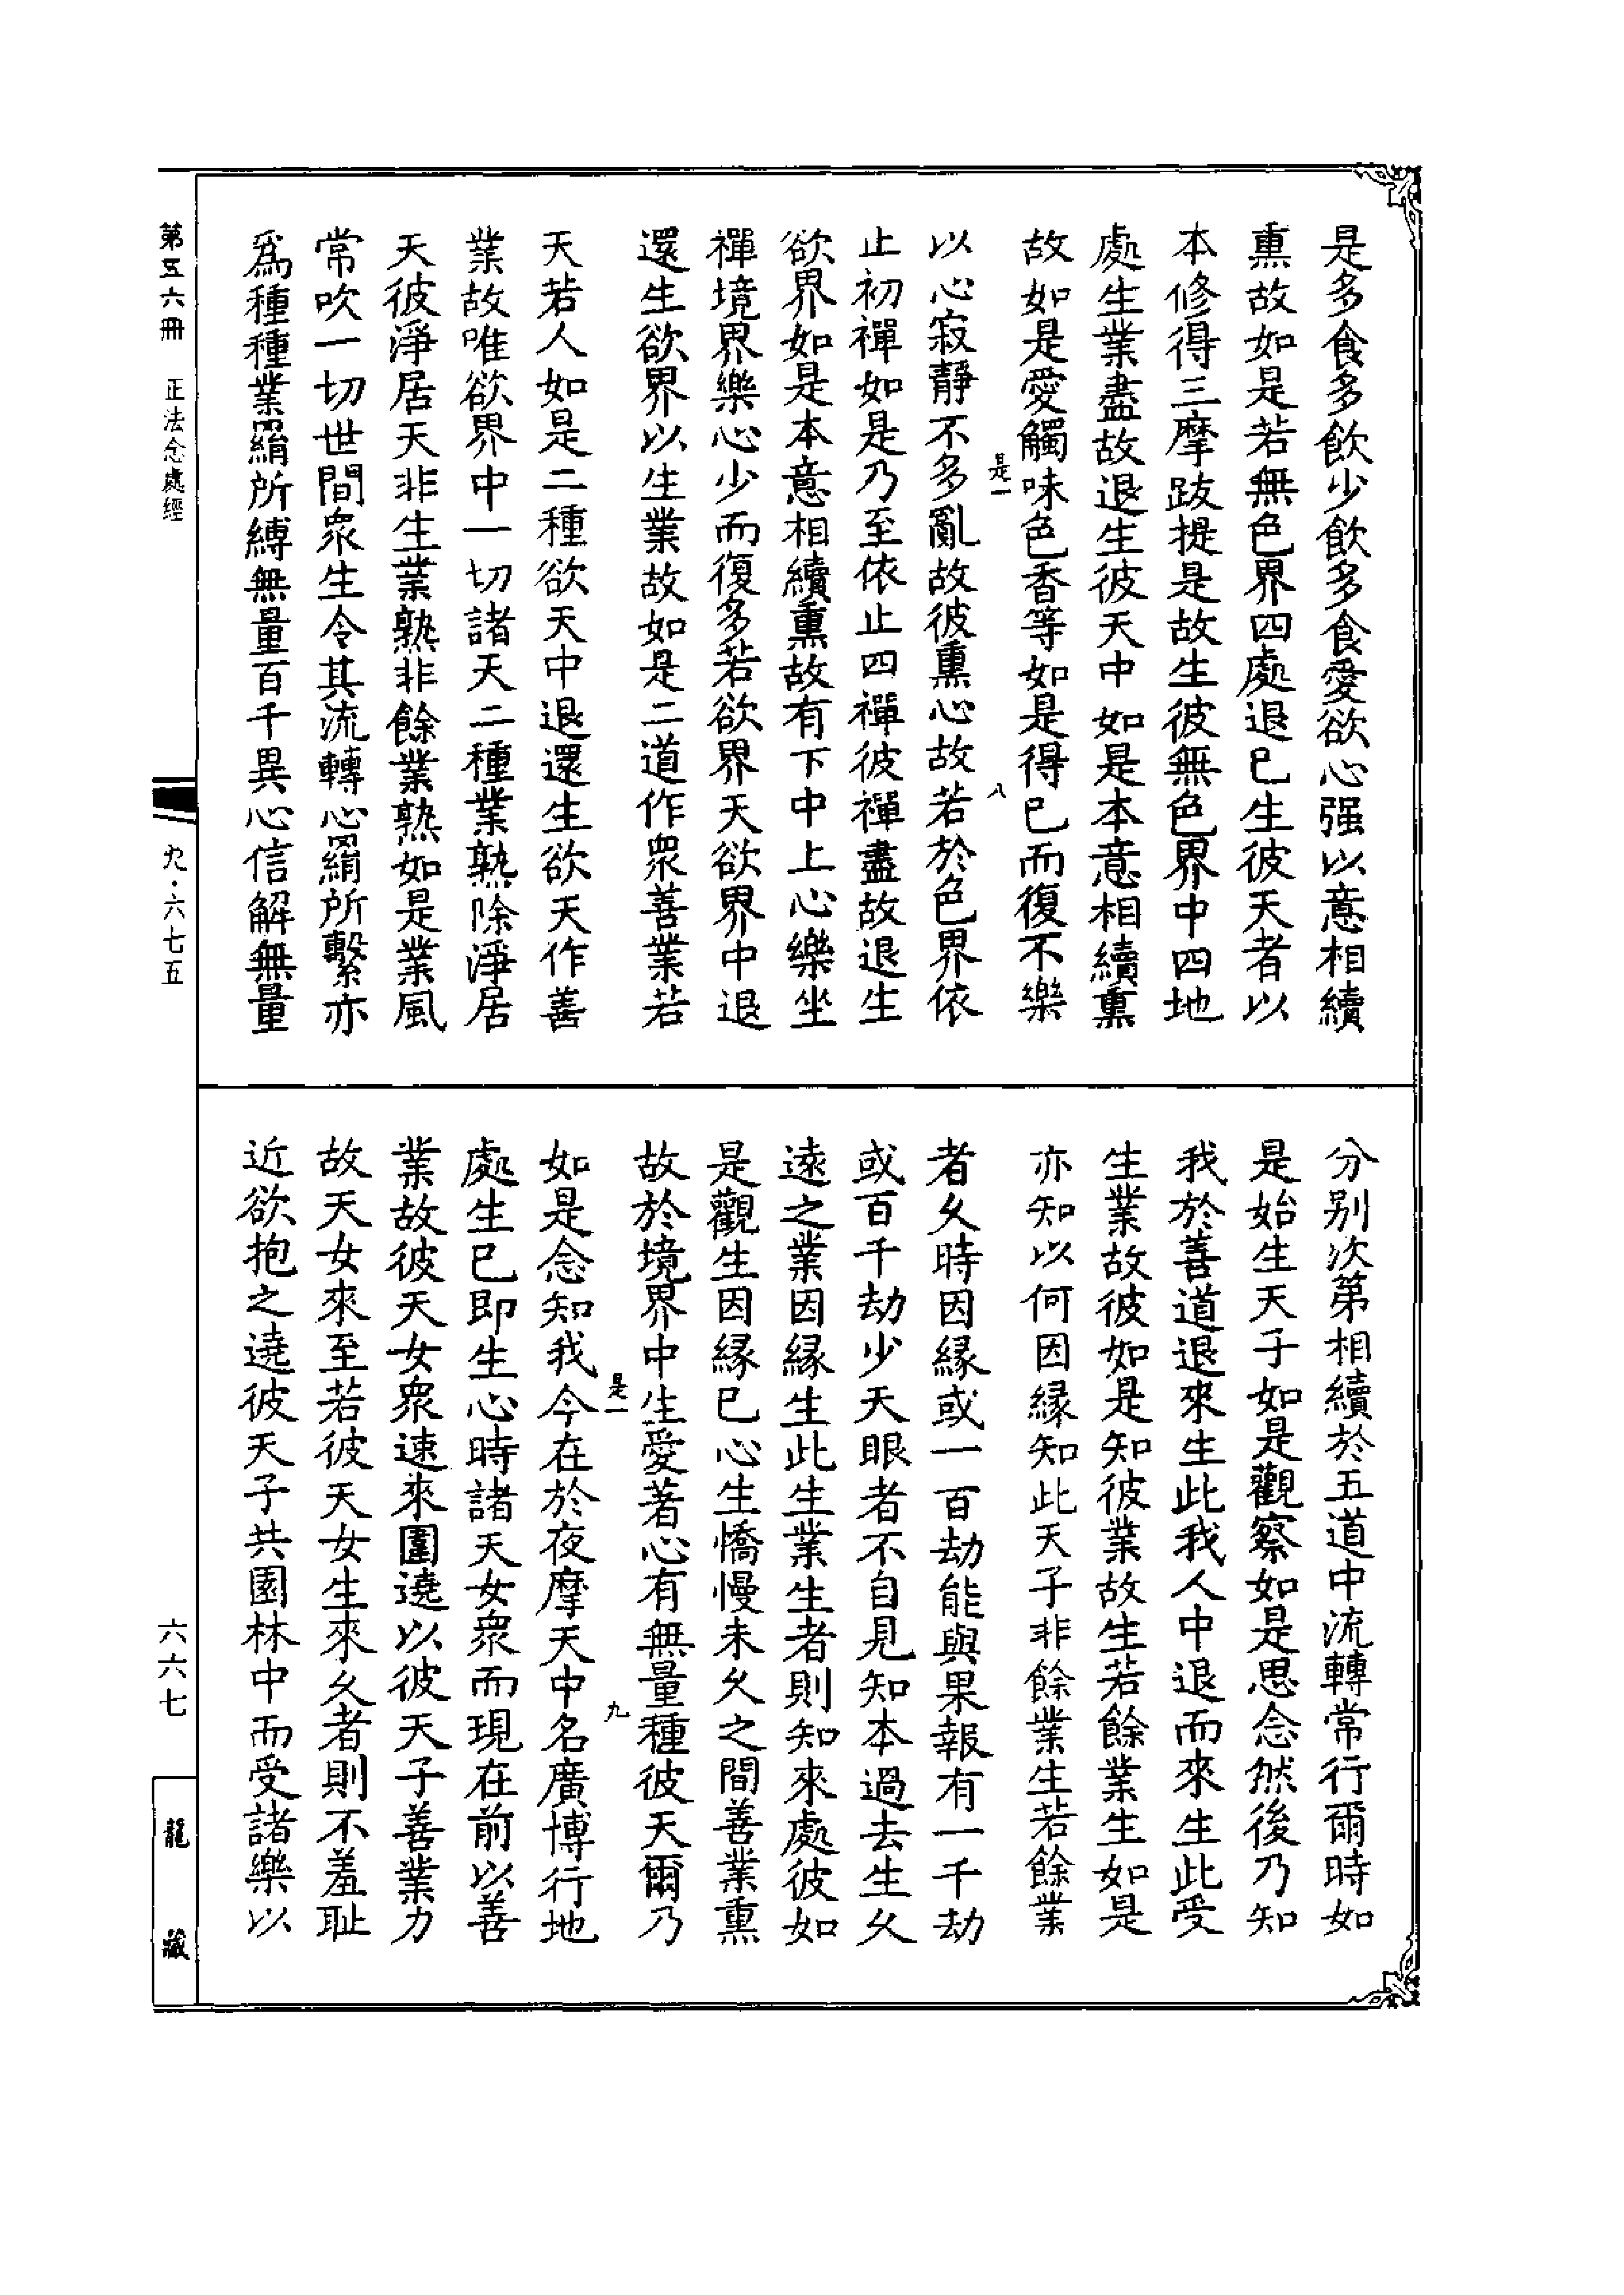 是多食多飲少飲多食愛欲心强以意相續
熏故如是若無色界四處退已生彼天者以
本修得三摩跋提是故生彼無色界中四地
處生業盡故退生彼天中如是本意相續熏
故如是愛觸味色香等如是得已而復不樂
是一
八
以心寂靜不多亂故彼熏心故若於色界依
止初禪如是乃至依止四禪彼禪盡故退生
欲界如是本意相續熏故有下中上心樂坐
禪境界樂心少而復多若欲界天欲界中退
還生欲界以生業故如是二道作衆善業若
天若人如是二種欲天中退還生欲天作善
業故唯欲界中一切諸天二種業熟除淨居
天彼淨居天非生業熟非餘業熟如是業風
常吹一切世間衆生令其流轉心羂所繫亦
爲種種業羂所縛無量百千異心信解無量
分别次第相續於五道中流轉常行爾時如
是始生天子如是觀察如是思念然後乃知
我於善道退來生此我人中退而來生此受
生業故彼如是知彼業故生若餘業生如是
亦知以何因緣知此天子非餘業生若餘業
者久時因緣或一百劫能與果報有一千劫
或百千劫少天眼者不自見知本過去生久
遠之業因緣生此生業生者則知來處彼如
是觀生因緣已心生憍慢未久之間善業熏
故於境界中生愛著心有無量種彼天爾乃
是一
九
如是念知我今在於夜摩天中名廣博行地
處生已即生心時諸天女衆而現在前以善
業故彼天女衆速來圍遶以彼天子善業力
故天女來至若彼天女生來久者則不羞耻
近欲抱之遶彼天子共園林中而受諸樂以
第五六冊 正法念處經
九·六七五
六六七
龍藏